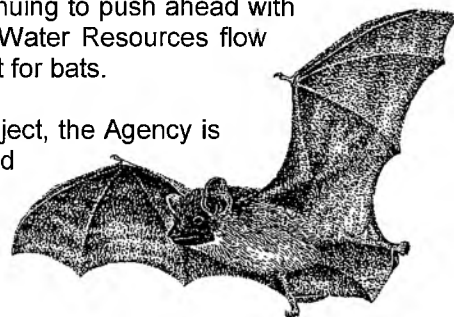 nuing to push ahead with
Water Resources flow
t for bats.
ject, the Agency is
d